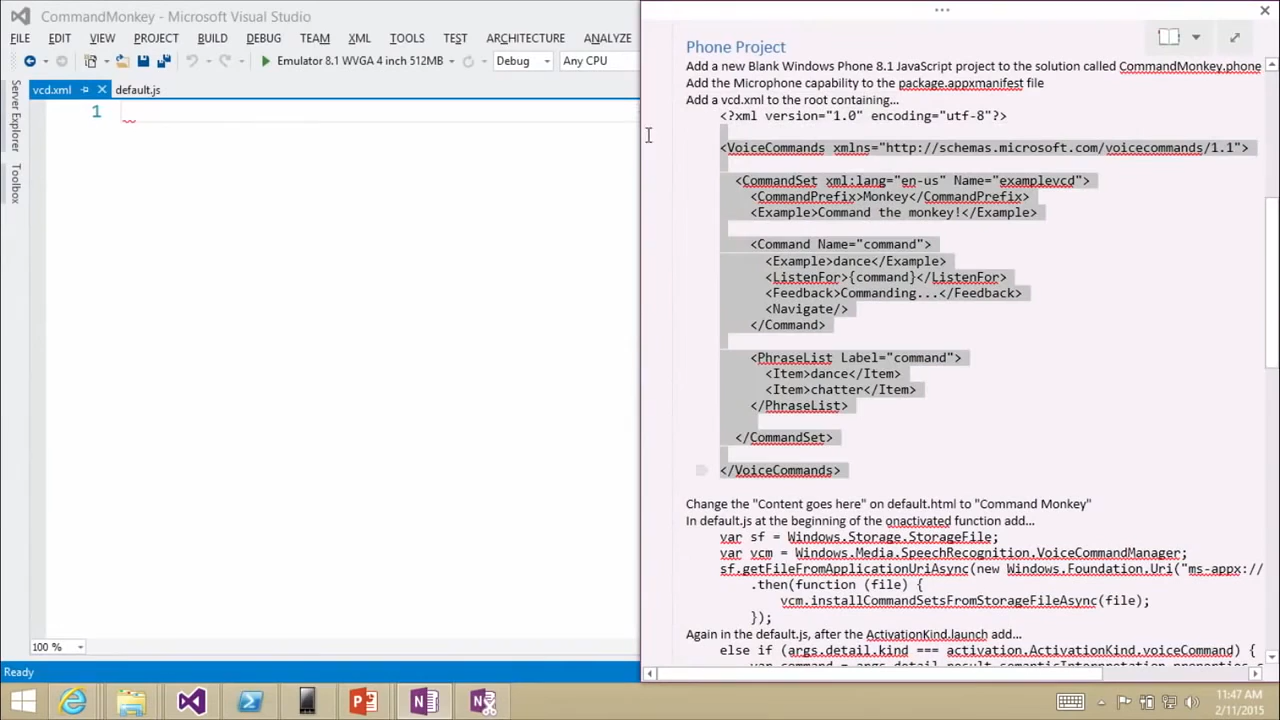 CommandMonkey - Microsoft Visual Studio
FILE EDIT VIEW PROJECT BUILD DEBUG TEAM XML TOOLS TEST ARCHITECTURE ANALYZE
Emulator 8.1 WVGA 4 inch 512MB Debug Any CPU
vcd.xml default.js
Server Explorer
Toolbox
1
100 %
Ready
Phone Project
Add a new Blank Windows Phone 8.1 JavaScript project to the solution called CommandMonkey.phone
Add the Microphone capability to the package.appxmanifest file
Add a vcd.xml to the root containing...
<?xml version="1.0" encoding="utf-8"?>
<VoiceCommands xmlns="http://schemas.microsoft.com/voicecommands/1.1">
<CommandSet xml:lang="en-us" Name="examplevcd">
<CommandPrefix>Monkey</CommandPrefix>
<Example>Command the monkey!</Example>
<Command Name="command">
<Example>dance</Example>
<ListenFor>{command}</ListenFor>
<Feedback>Commanding...</Feedback>
<Navigate/>
</Command>
<PhraseList Label="command">
<Item>dance</Item>
<Item>chatter</Item>
</PhraseList>
</CommandSet>
</VoiceCommands>
Change the "Content goes here" on default.html to "Command Monkey"
In default.js at the beginning of the onactivated function add...
var sf = Windows.Storage.StorageFile;
var vcm = Windows.Media.SpeechRecognition.VoiceCommandManager;
sf.getFileFromApplicationUriAsync(new Windows.Foundation.Uri("ms-appx://
.then(function (file) {
vcm.installCommandSetsFromStorageFileAsync(file);
});
Again in the default.js, after the ActivationKind.launch add...
else if (args.detail.kind === activation.ActivationKind.voiceCommand) {
var command = args.detail.result.semanticInterpretation.properties.c
11:47 AM
2/11/2015